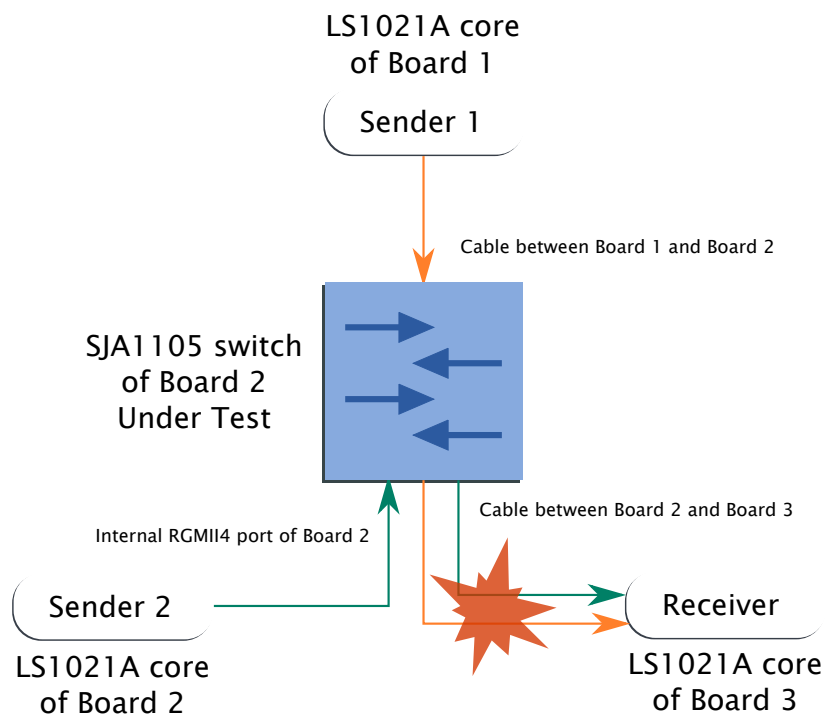 LS1021A core
of Board 1
Sender 1
Cable between Board 1 and Board 2
SJA1105 switch
of Board 2
Under Test
Cable between Board 2 and Board 3
Internal RGMII4 port of Board 2
Sender 2
Receiver
LS1021A core
of Board 2
LS1021A core
of Board 3